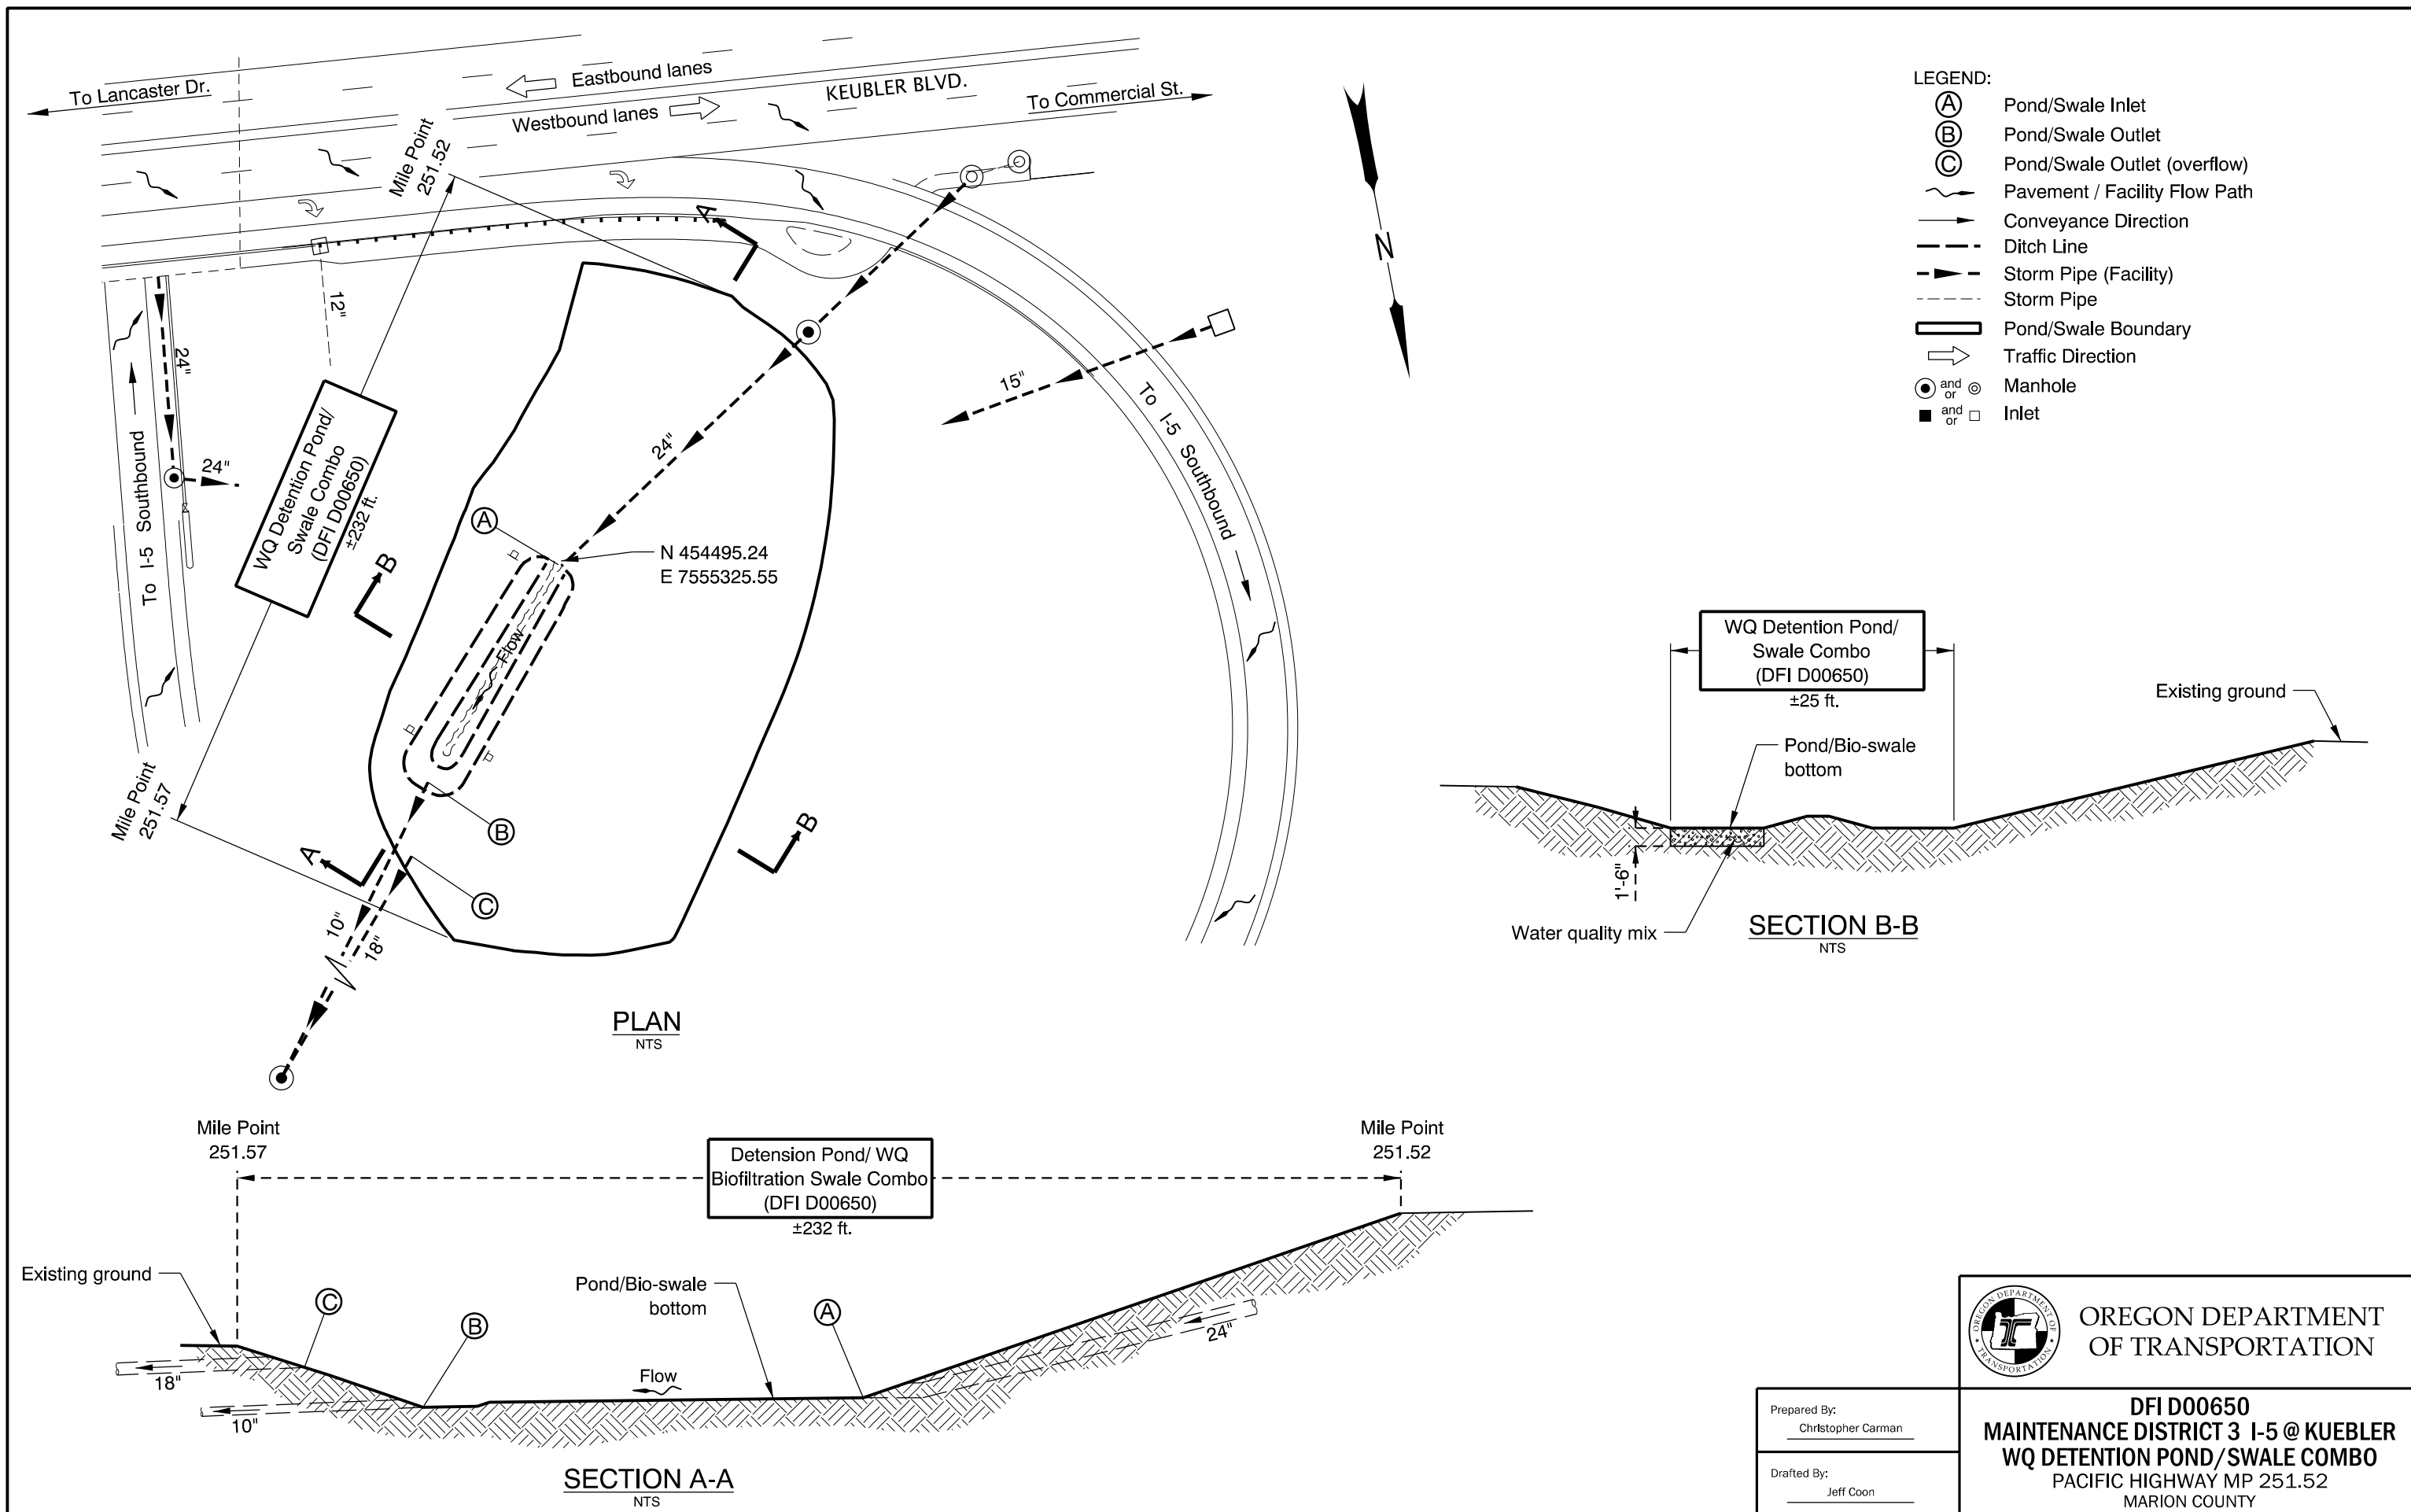 To Lancaster Dr.
Eastbound lanes
Westbound lanes
KEUBLER BLVD.
To Commercial St.
Mile Point
251.52
12"
24"
24"
To I-5 Southbound
WQ Detention Pond/
Swale Combo
(DFI D00650)
±232 ft.
Mile Point
251.57
A
B
A
N 454495.24
E 7555325.55
24"
15"
To I-5 Southbound
Flow
B
B
A
C
10"
18"
N
PLAN
NTS
LEGEND:
A Pond/Swale Inlet
B Pond/Swale Outlet
C Pond/Swale Outlet (overflow)
Pavement / Facility Flow Path
Conveyance Direction
Ditch Line
Storm Pipe (Facility)
Storm Pipe
Pond/Swale Boundary
Traffic Direction
and or Manhole
and or Inlet
WQ Detention Pond/
Swale Combo
(DFI D00650)
±25 ft.
Existing ground
Pond/Bio-swale
bottom
1'-6"
Water quality mix
SECTION B-B
NTS
Mile Point
251.57
Detension Pond/ WQ
Biofiltration Swale Combo
(DFI D00650)
±232 ft.
Mile Point
251.52
Existing ground
C
B
Pond/Bio-swale
bottom
A
Flow
24"
18"
10"
SECTION A-A
NTS
OREGON DEPARTMENT OF TRANSPORTATION
OREGON DEPARTMENT
OF TRANSPORTATION
Prepared By:
Christopher Carman
Drafted By:
Jeff Coon
DFI D00650
MAINTENANCE DISTRICT 3 I-5 @ KUEBLER
WQ DETENTION POND/SWALE COMBO
PACIFIC HIGHWAY MP 251.52
MARION COUNTY